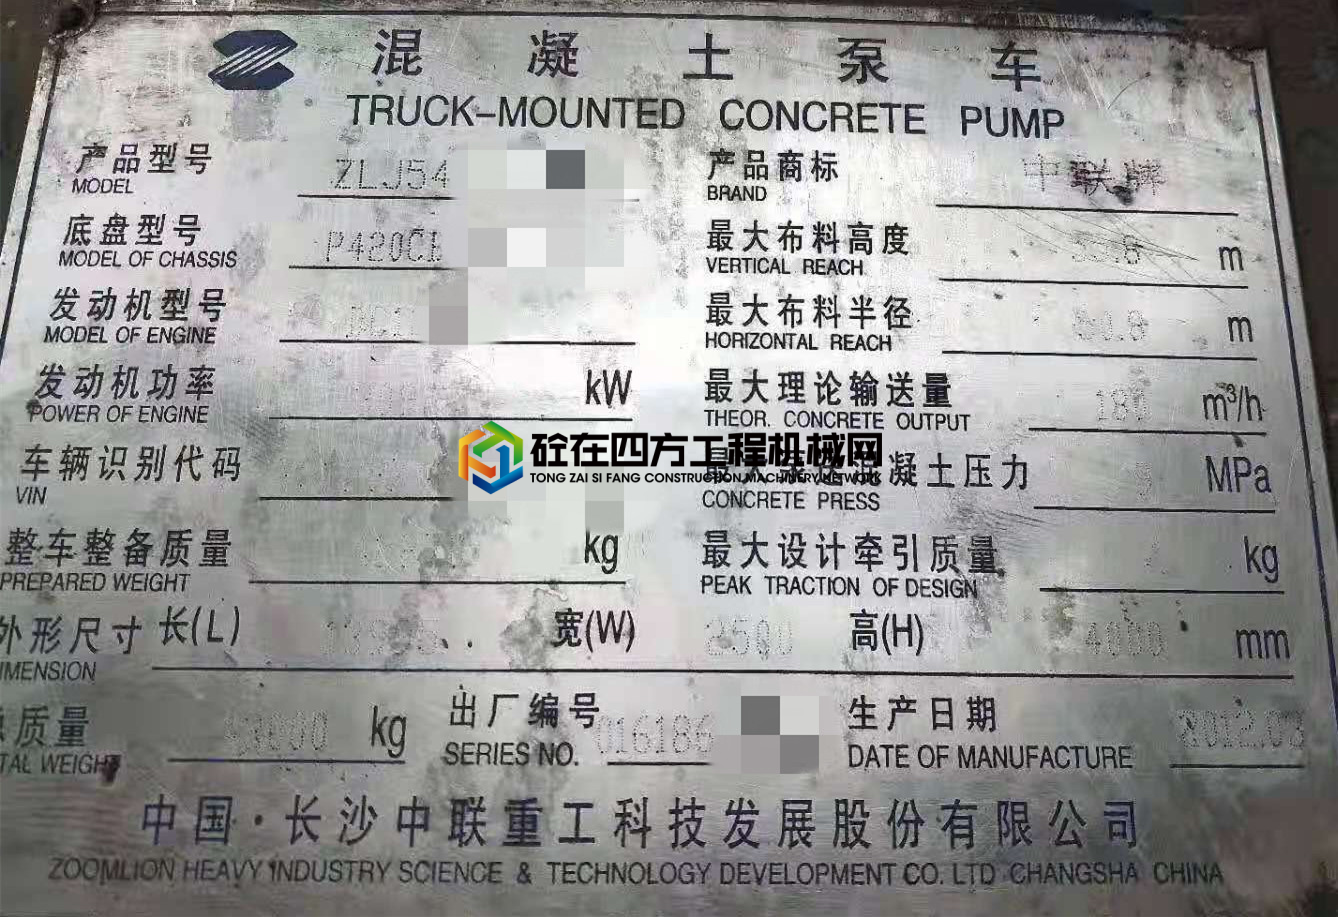 混凝土泵车
TRUCK-MOUNTED CONCRETE PUMP
产品型号 ZLJ54
MODEL
底盘型号 P420CB
MODEL OF CHASSIS
发动机型号
MODEL OF ENGINE
发动机功率 kW
POWER OF ENGINE
车辆识别代码
VIN
整车整备质量 kg
PREPARED WEIGHT
产品商标 中联牌
BRAND
最大布料高度 m
VERTICAL REACH
最大布料半径 m
HORIZONTAL REACH
最大理论输送量 180 m³/h
THEOR. CONCRETE OUTPUT
混凝土压力 MPa
CONCRETE PRESS
最大设计牵引质量 kg
PEAK TRACTION OF DESIGN
砼在四方工程机械网
TONG ZAI SI FANG CONSTRUCTION MACHINERY NETWORK
外形尺寸 长(L) 宽(W) 2500 高(H) 4000 mm
IMENSION
质量 kg 出厂编号 016186 生产日期 2012.03
TAL WEIGHT SERIES NO. DATE OF MANUFACTURE
中国·长沙中联重工科技发展股份有限公司
ZOOMLION HEAVY INDUSTRY SCIENCE & TECHNOLOGY DEVELOPMENT CO. LTD CHANGSHA CHINA